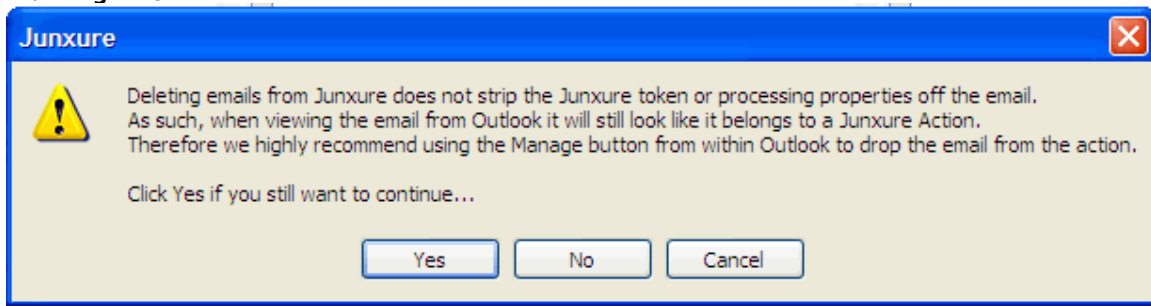 Junxure
Deleting emails from Junxure does not strip the Junxure token or processing properties off the email.
As such, when viewing the email from Outlook it will still look like it belongs to a Junxure Action.
Therefore we highly recommend using the Manage button from within Outlook to drop the email from the action.
Click Yes if you still want to continue...
Yes No Cancel